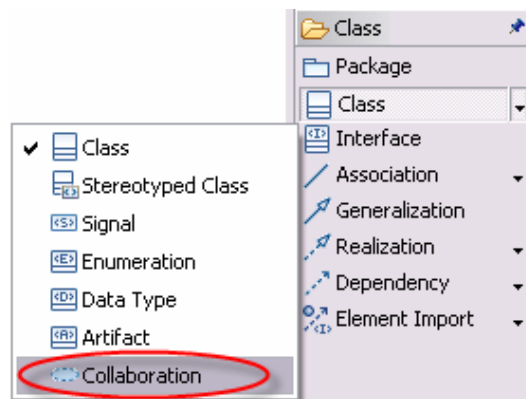 Class
Package
Class
Interface
Association
Generalization
Realization
Dependency
Element Import
Class
Stereotyped Class
Signal
Enumeration
Data Type
Artifact
Collaboration